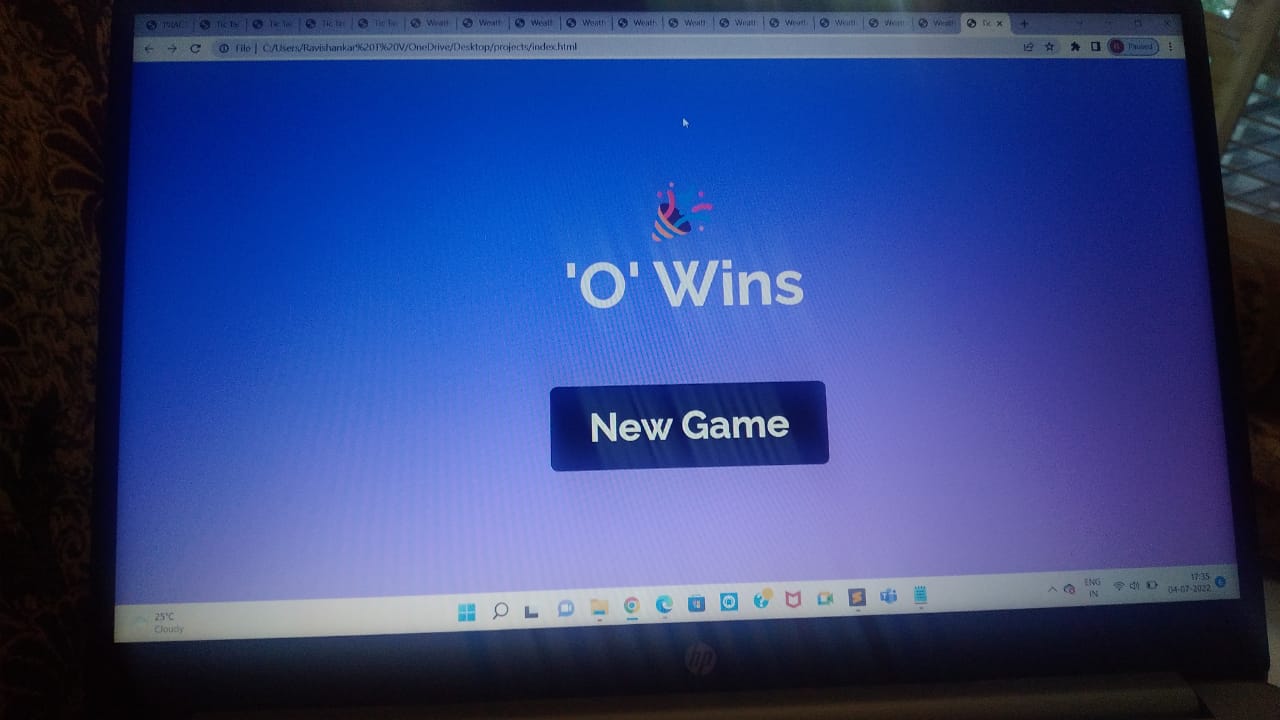 Tic Tac
Tic Tac
Tic Tac
Tic Tac
Weath
Weath
Weath
Weath
Weath
Weath
Weath
Weath
Weath
Weath
Weath
Tic
File | C:/Users/Ravishankar%20T%20V/OneDrive/Desktop/projects/index.html
Paused
'O' Wins
New Game
25°C
Cloudy
ENG
IN
17:35
04-07-2022
hp